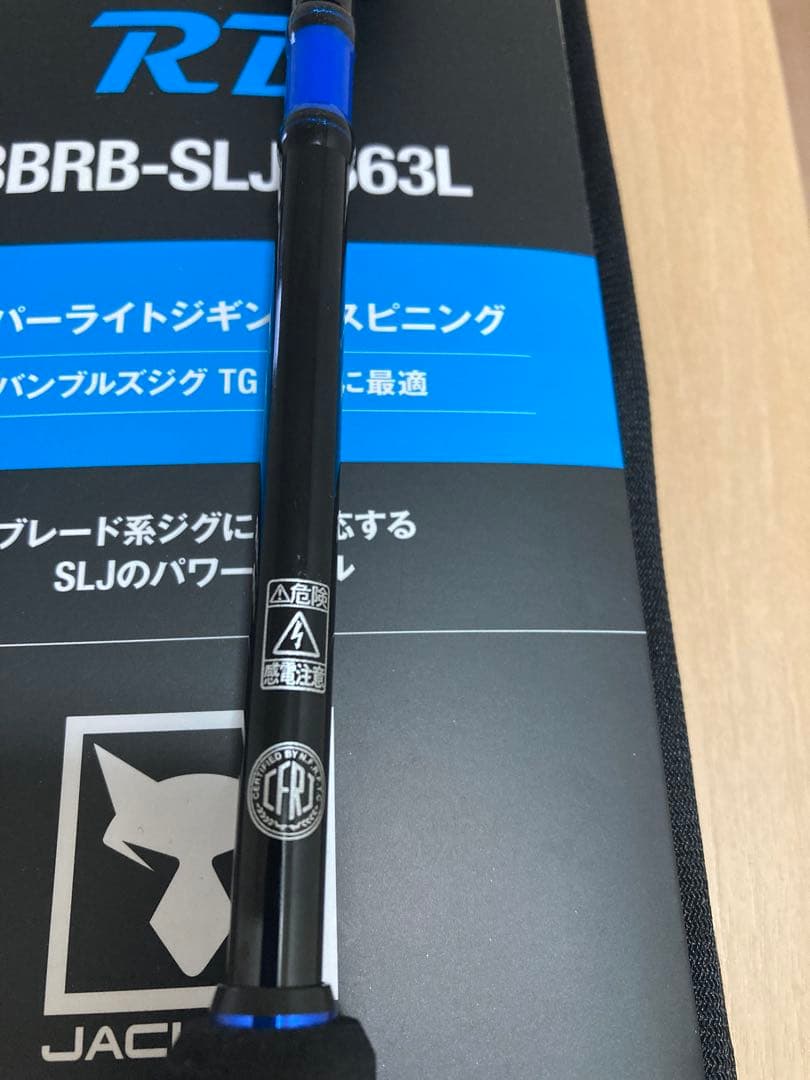 BRB-SLJ 63L
パーライトジギン スピニング
バンブルズジグ TG に最適
ブレード系ジグに 応する
SLJのパワー ル
⚠危険
感電注意
CERTIFIED BY N.F.R.P.T.C
CFRJ
JAC